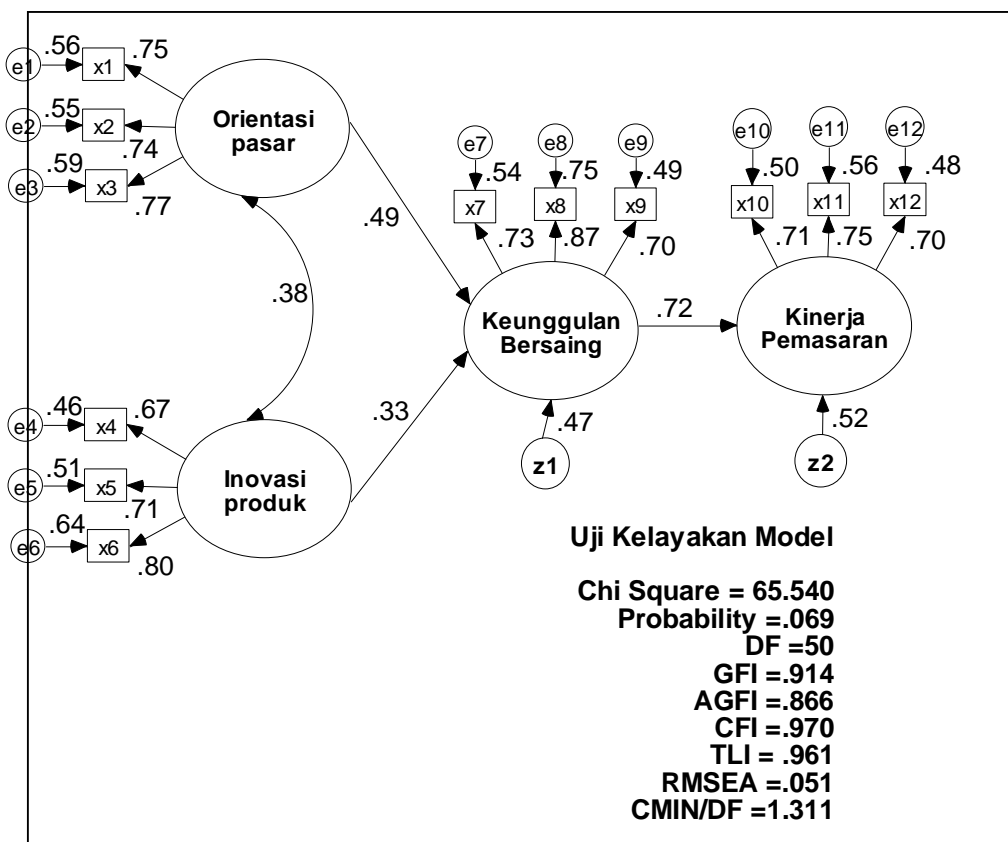 .56
.75
e1
x1
.55
e2
x2
.74
.59
e3
x3
.77
Orientasi
pasar
.49
.38
.46
.67
e4
x4
.51
e5
x5
.71
.64
e6
x6
.80
Inovasi
produk
.33
e7
e8
e9
.54
.75
.49
x7
x8
x9
.73
.87
.70
Keunggulan
Bersaing
.47
z1
.72
e10
e11
e12
.50
.56
.48
x10
x11
x12
.71
.75
.70
Kinerja
Pemasaran
.52
z2
Uji Kelayakan Model
Chi Square = 65.540
Probability =.069
DF =50
GFI =.914
AGFI =.866
CFI =.970
TLI = .961
RMSEA =.051
CMIN/DF =1.311